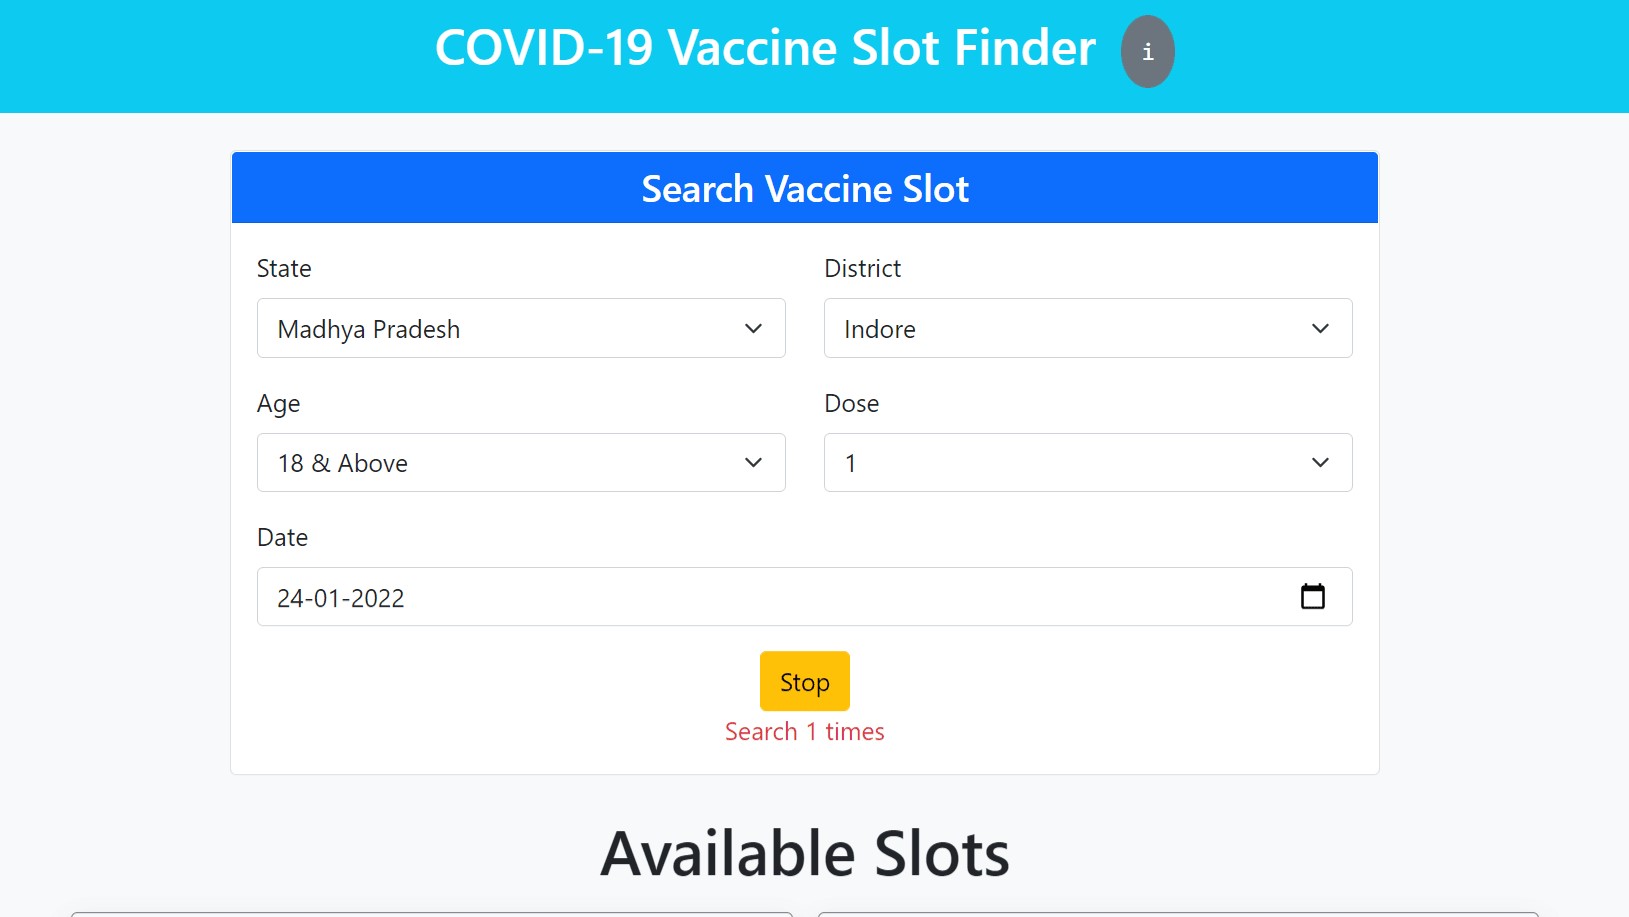 COVID-19 Vaccine Slot Finder i
Search Vaccine Slot
State District
Madhya Pradesh Indore
Age Dose
18 & Above 1
Date
24-01-2022
Stop
Search 1 times
Available Slots